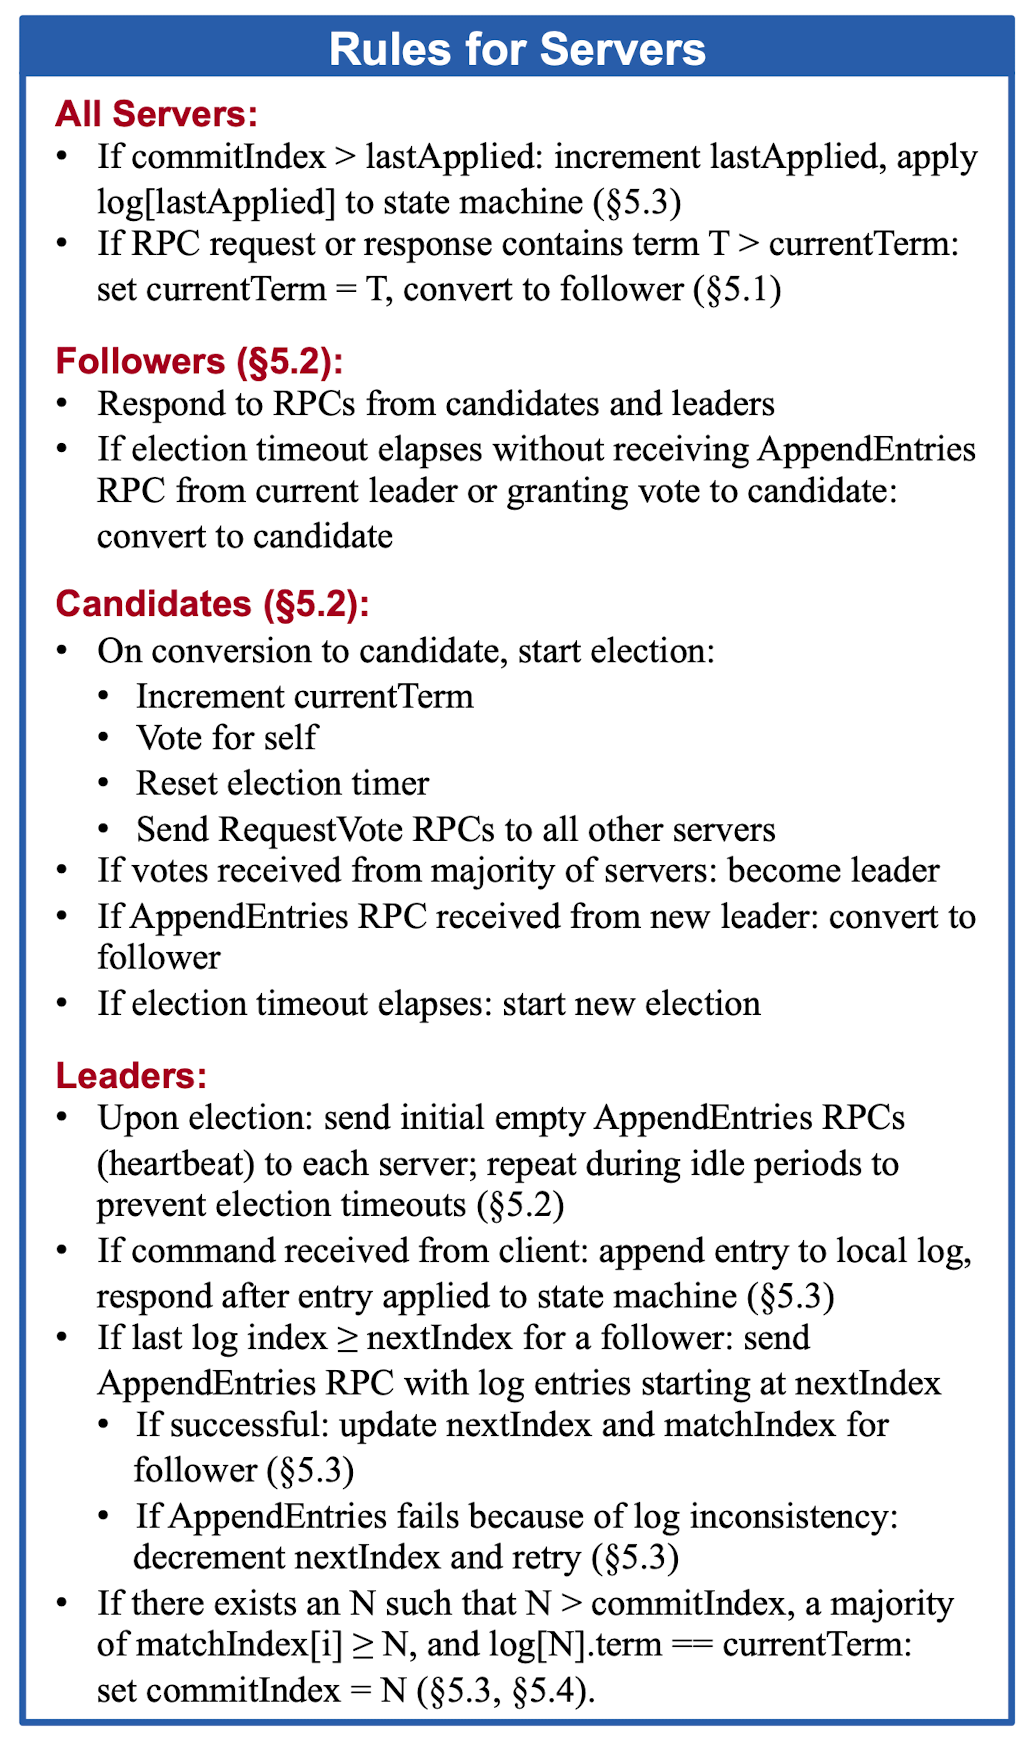 Rules for Servers
All Servers:
• If commitIndex > lastApplied: increment lastApplied, apply
log[lastApplied] to state machine (§5.3)
• If RPC request or response contains term T > currentTerm:
set currentTerm = T, convert to follower (§5.1)
Followers (§5.2):
• Respond to RPCs from candidates and leaders
• If election timeout elapses without receiving AppendEntries
RPC from current leader or granting vote to candidate:
convert to candidate
Candidates (§5.2):
• On conversion to candidate, start election:
• Increment currentTerm
• Vote for self
• Reset election timer
• Send RequestVote RPCs to all other servers
• If votes received from majority of servers: become leader
• If AppendEntries RPC received from new leader: convert to
follower
• If election timeout elapses: start new election
Leaders:
• Upon election: send initial empty AppendEntries RPCs
(heartbeat) to each server; repeat during idle periods to
prevent election timeouts (§5.2)
• If command received from client: append entry to local log,
respond after entry applied to state machine (§5.3)
• If last log index ≥ nextIndex for a follower: send
AppendEntries RPC with log entries starting at nextIndex
• If successful: update nextIndex and matchIndex for
follower (§5.3)
• If AppendEntries fails because of log inconsistency:
decrement nextIndex and retry (§5.3)
• If there exists an N such that N > commitIndex, a majority
of matchIndex[i] ≥ N, and log[N].term == currentTerm:
set commitIndex = N (§5.3, §5.4).